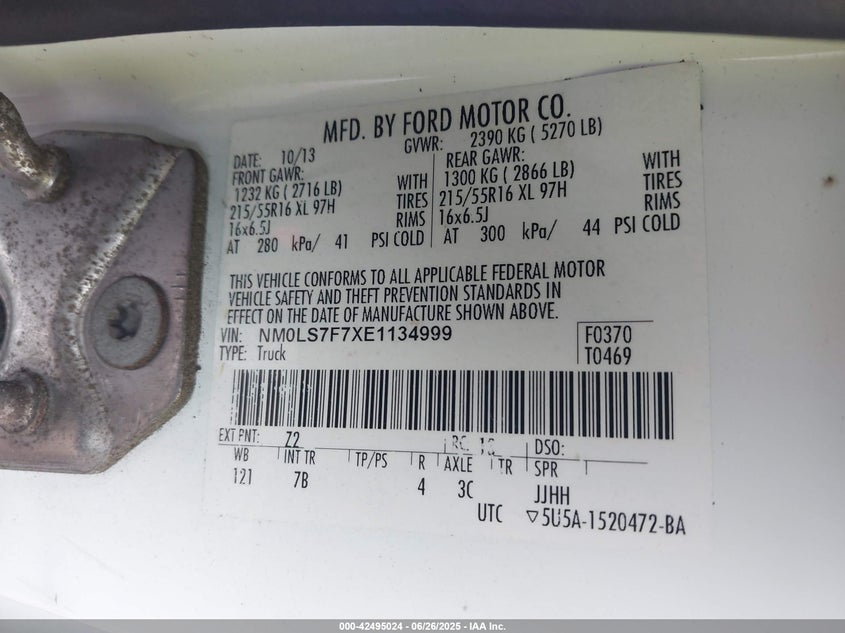 MFD. BY FORD MOTOR CO.
DATE: 10/13 GVWR: 2390 KG ( 5270 LB)
FRONT GAWR: REAR GAWR:
1232 KG ( 2716 LB) WITH 1300 KG ( 2866 LB) WITH
215/55R16 XL 97H TIRES 215/55R16 XL 97H TIRES
16x6.5J RIMS 16x6.5J RIMS
AT 280 kPa/ 41 PSI COLD AT 300 kPa/ 44 PSI COLD
THIS VEHICLE CONFORMS TO ALL APPLICABLE FEDERAL MOTOR
VEHICLE SAFETY AND THEFT PREVENTION STANDARDS IN
EFFECT ON THE DATE OF MANUFACTURE SHOWN ABOVE.
VIN: NM0LS7F7XE1134999 F0370
TYPE: Truck T0469
EXT PNT: Z2 RC: 18 DSO:
WB INT TR TP/PS R AXLE TR SPR
121 7B 4 3C JJHH
UTC ▽5U5A-1520472-BA
000-42495024 - 06/26/2025 - IAA Inc.